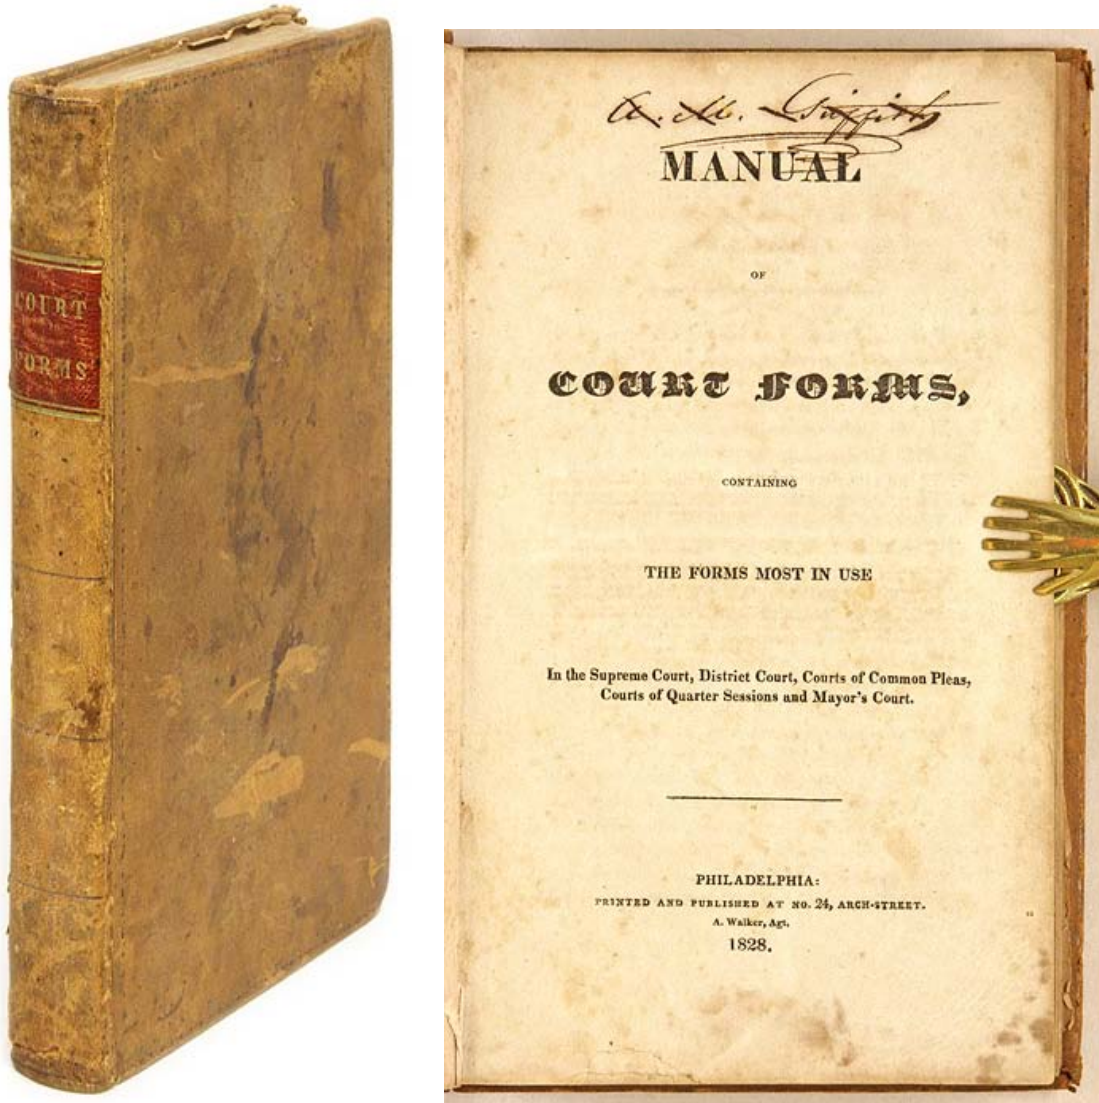 COURT
FORMS
A. M. Griffith
MANUAL
OF
COURT FORMS,
CONTAINING
THE FORMS MOST IN USE
In the Supreme Court, District Court, Courts of Common Pleas,
Courts of Quarter Sessions and Mayor's Court.
PHILADELPHIA:
PRINTED AND PUBLISHED AT NO. 24, ARCH-STREET.
A. Walker, Agt.
1828.